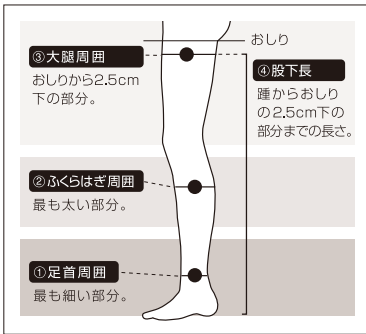 おしり
③大腿周囲
おしりから2.5cm
下の部分。
④股下長
踵からおしり
の2.5cm下の
部分までの長さ。
②ふくらはぎ周囲
最も太い部分。
①足首周囲
最も細い部分。